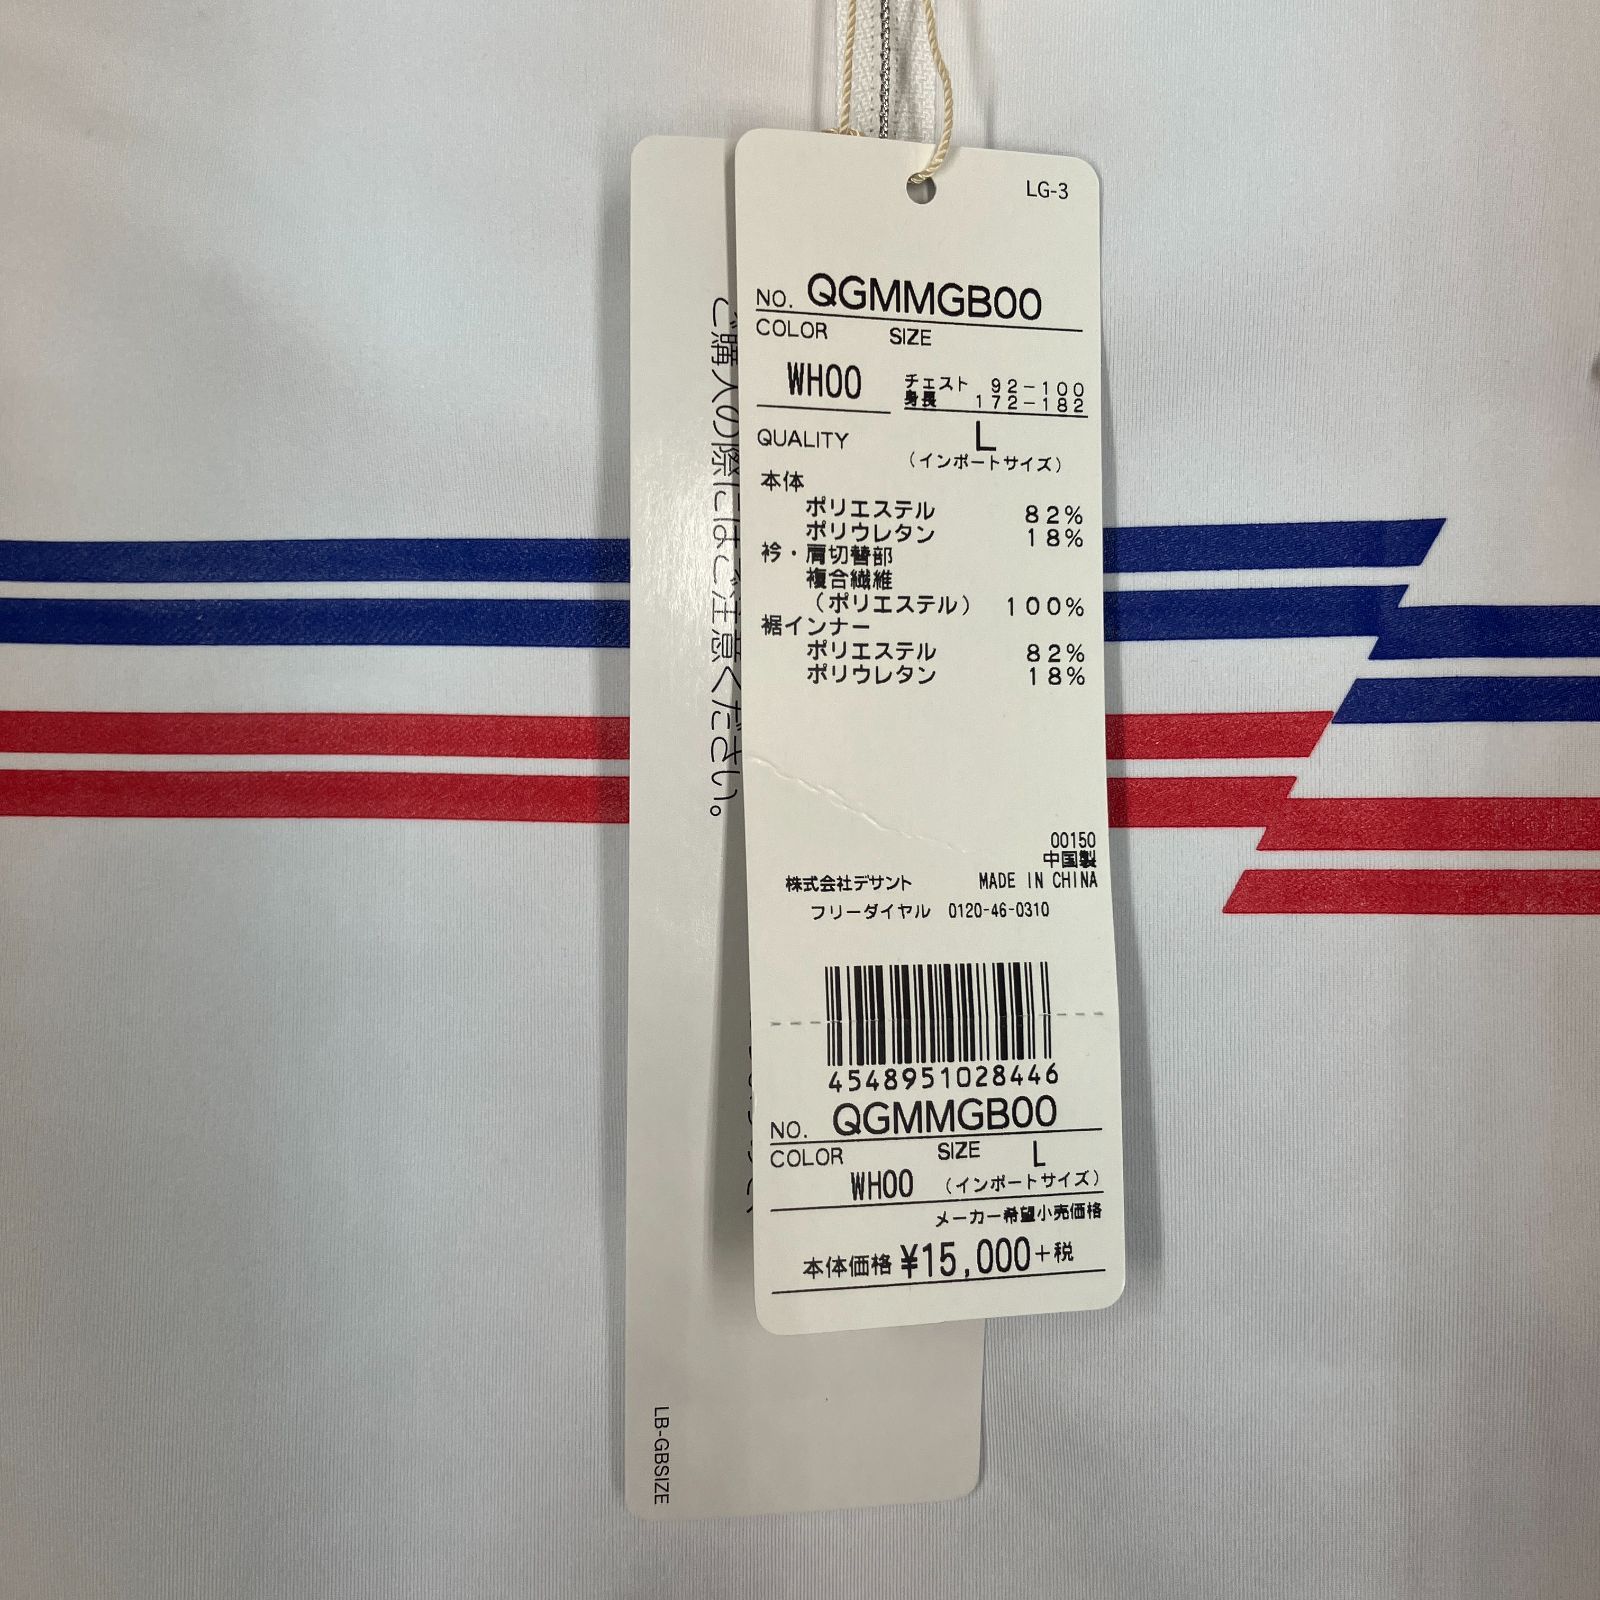 LG-3
NO. QGMMGB00
COLOR SIZE
WH00
チェスト 92-100
身長 172-182
QUALITY L
(インポートサイズ)
本体
ポリエステル 82%
ポリウレタン 18%
衿・肩切替部
複合繊維
(ポリエステル) 100%
裾インナー
ポリエステル 82%
ポリウレタン 18%
00150
中国製
株式会社デサント MADE IN CHINA
フリーダイヤル 0120-46-0310
4548951028446
NO. QGMMGB00
COLOR SIZE L
WH00 (インポートサイズ)
メーカー希望小売価格
本体価格 ¥15,000+税
ご購入の際にはご注意ください。
LB-GBSIZE